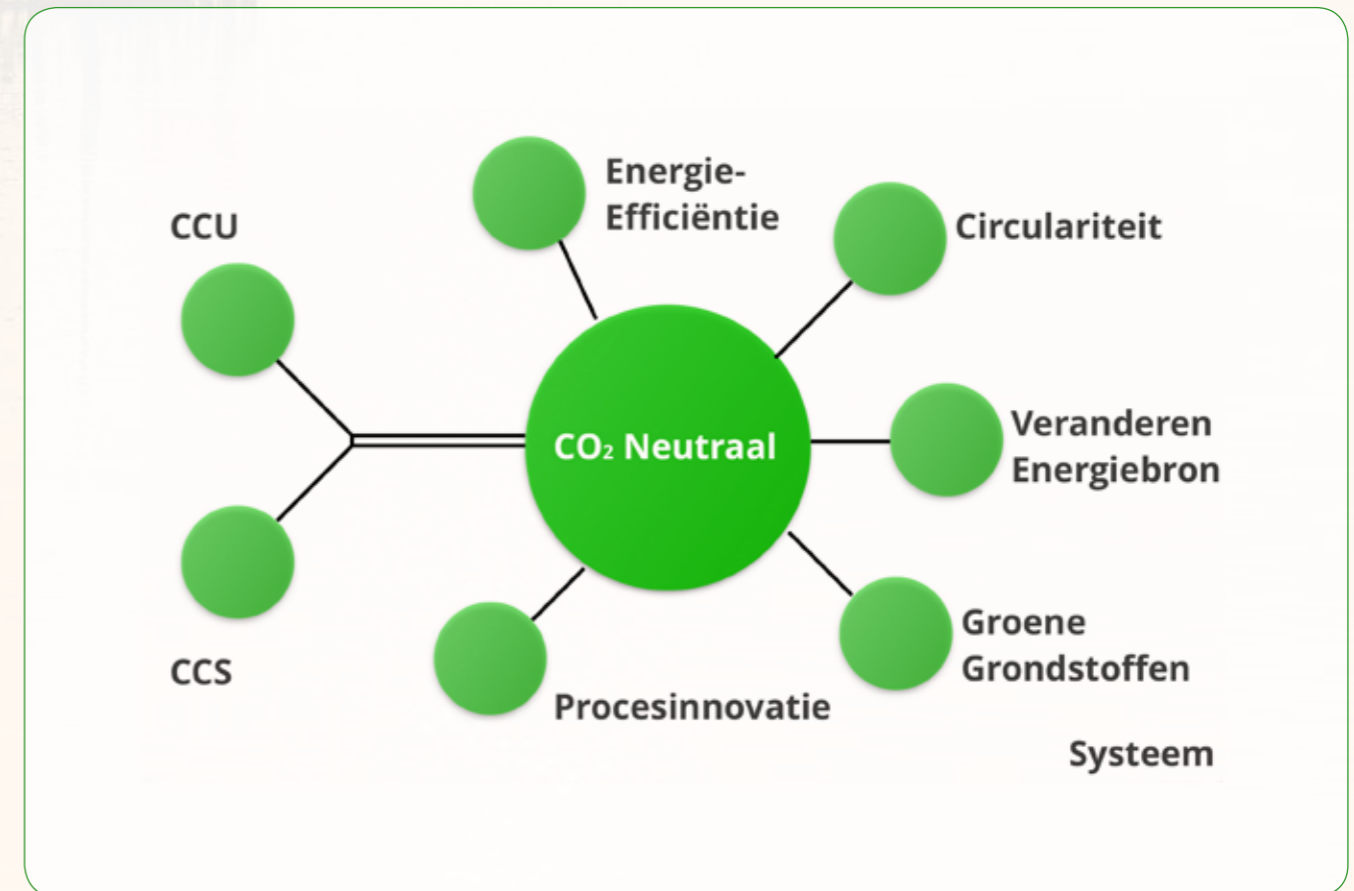 Energie-
Efficiëntie
Circulariteit
CCU
CO₂ Neutraal
Veranderen
Energiebron
Groene
Grondstoffen
CCS
Procesinnovatie
Systeem